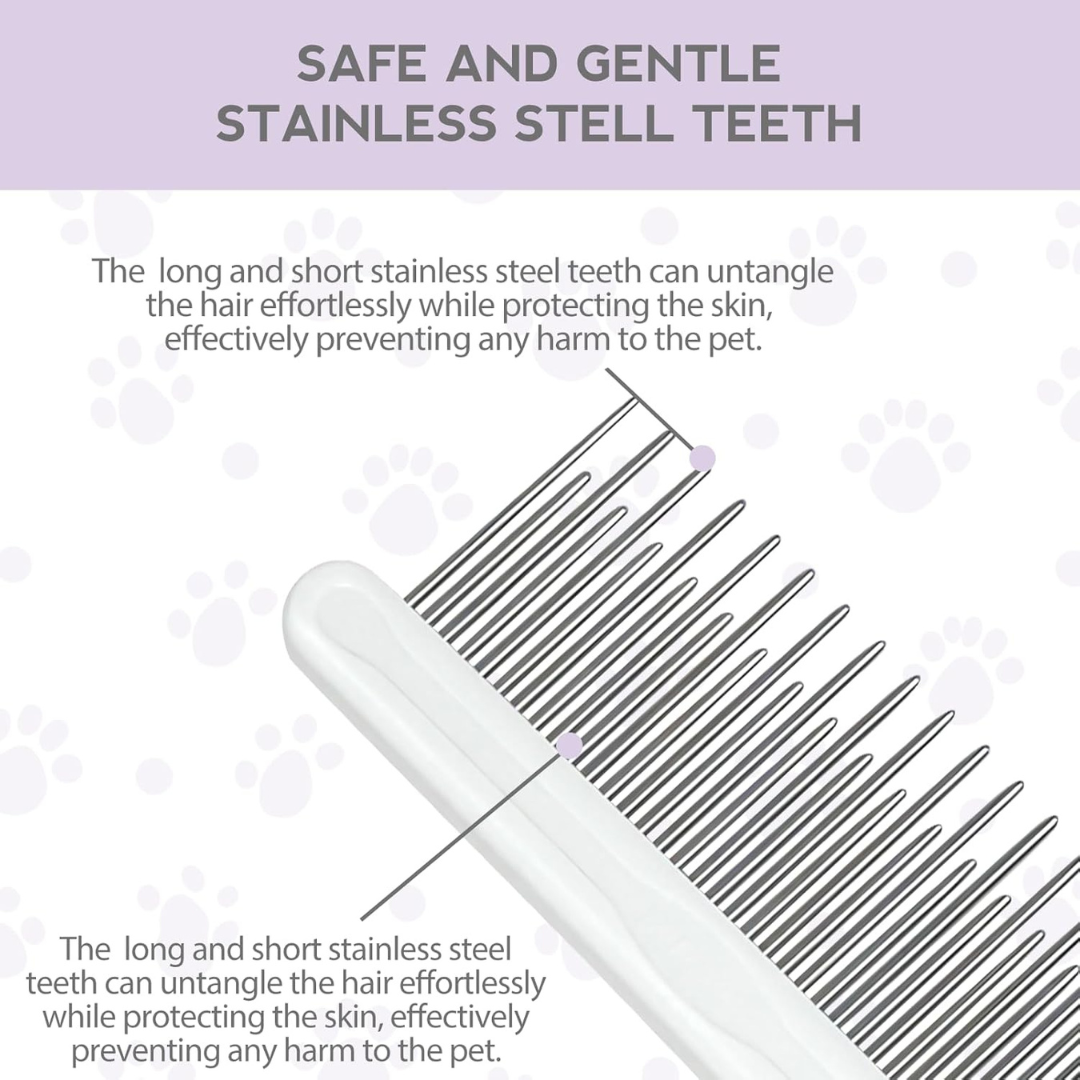 SAFE AND GENTLE
STAINLESS STELL TEETH
The long and short stainless steel teeth can untangle
the hair effortlessly while protecting the skin,
effectively preventing any harm to the pet.
The long and short stainless steel
teeth can untangle the hair effortlessly
while protecting the skin, effectively
preventing any harm to the pet.